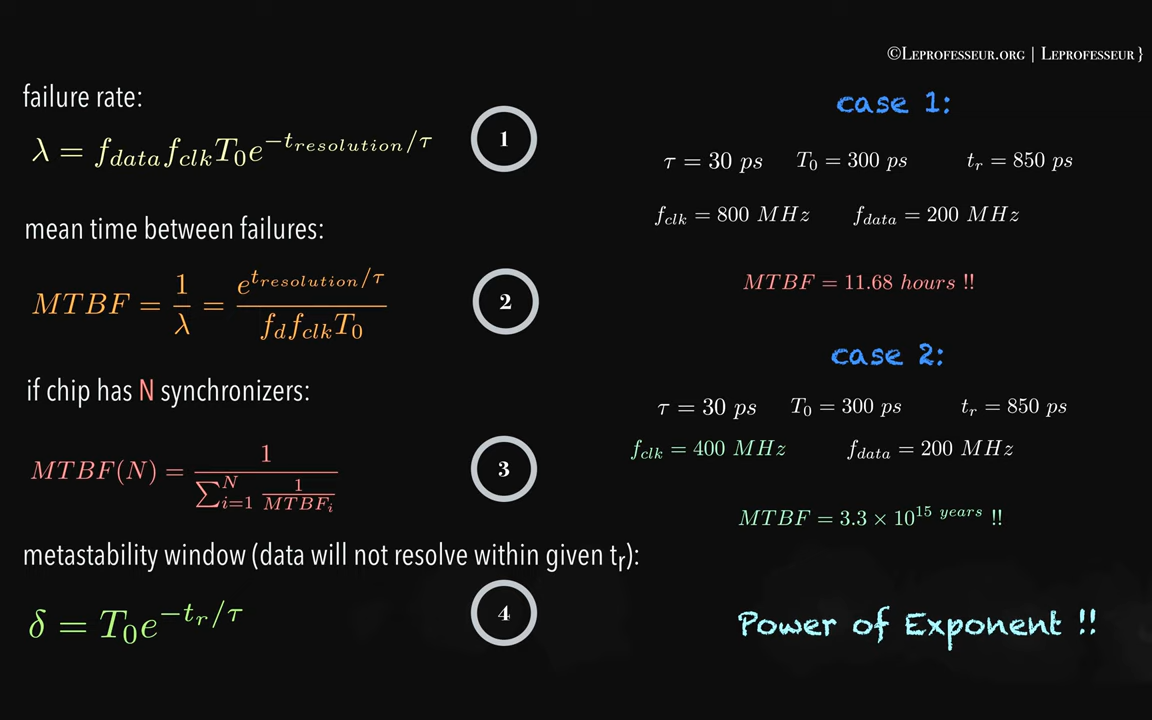 ©Leprofesseur.org | Leprofesseur}
failure rate:
λ = f_data f_clk T_0 e^{−t_resolution/τ}
1
mean time between failures:
MTBF = 1/λ = e^{t_resolution/τ} / (f_d f_clk T_0)
2
if chip has N synchronizers:
MTBF(N) = 1 / (∑_{i=1}^{N} 1/MTBF_i)
3
metastability window (data will not resolve within given t_r):
δ = T_0 e^{−t_r/τ}
4
case 1:
τ = 30 ps T_0 = 300 ps t_r = 850 ps
f_clk = 800 MHz f_data = 200 MHz
MTBF = 11.68 hours !!
case 2:
τ = 30 ps T_0 = 300 ps t_r = 850 ps
f_clk = 400 MHz f_data = 200 MHz
MTBF = 3.3 × 10^{15 years} !!
Power of Exponent !!